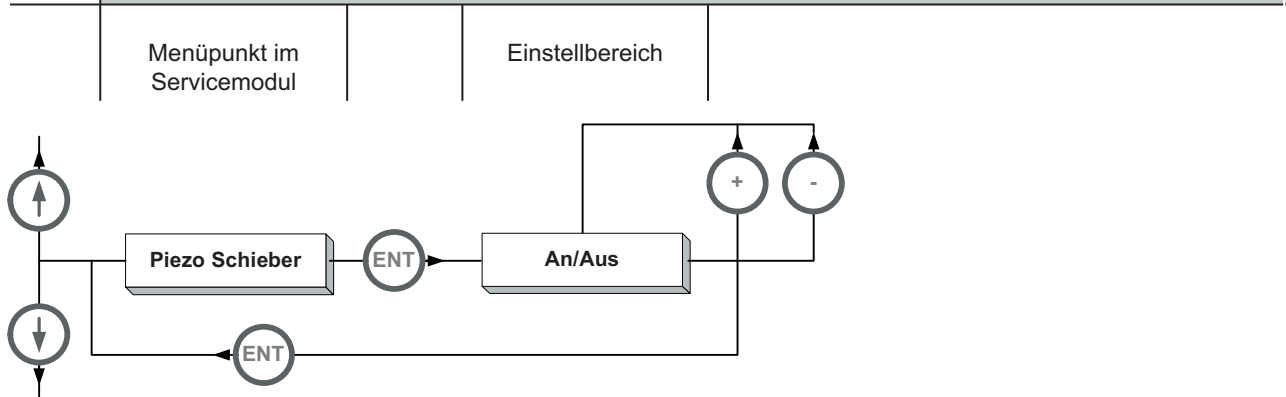 Menüpunkt im
Servicemodul
Einstellbereich
+
-
Piezo Schieber
ENT
An/Aus
ENT